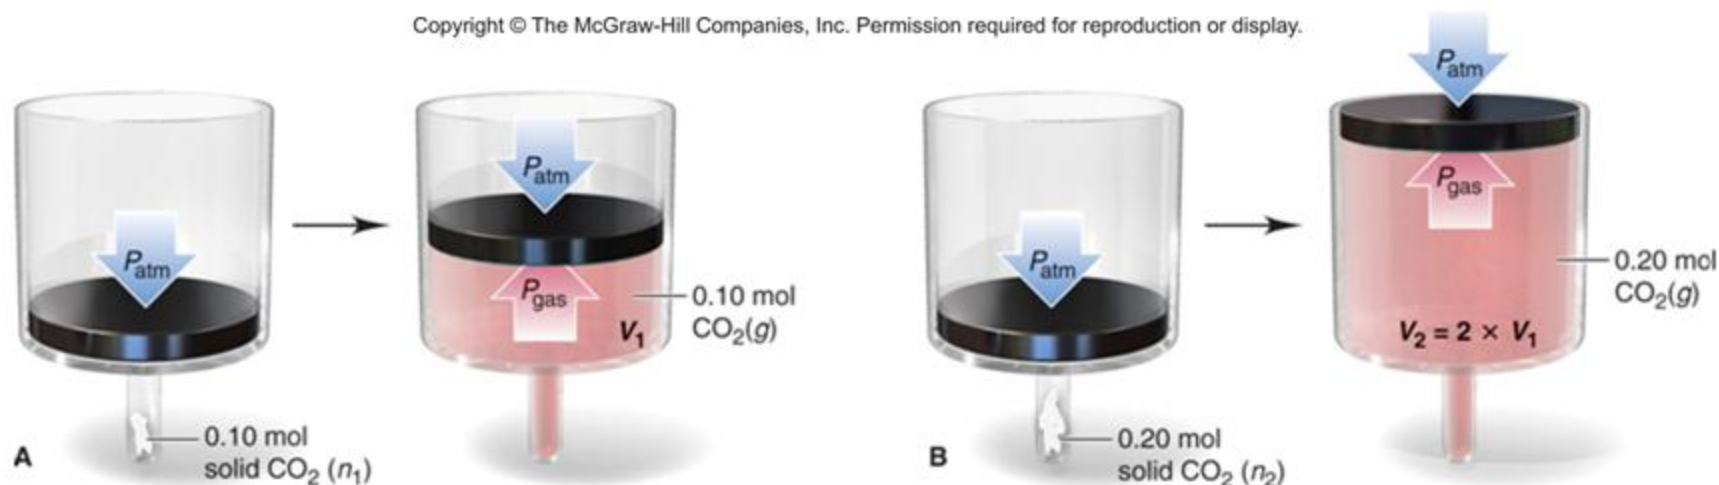 Copyright © The McGraw-Hill Companies, Inc. Permission required for reproduction or display.
Patm
Patm
Pgas
0.10 mol
CO₂(g)
V₁
0.10 mol
solid CO₂ (n₁)
A
Patm
Patm
Pgas
0.20 mol
CO₂(g)
V₂ = 2 × V₁
0.20 mol
solid CO₂ (n₂)
B